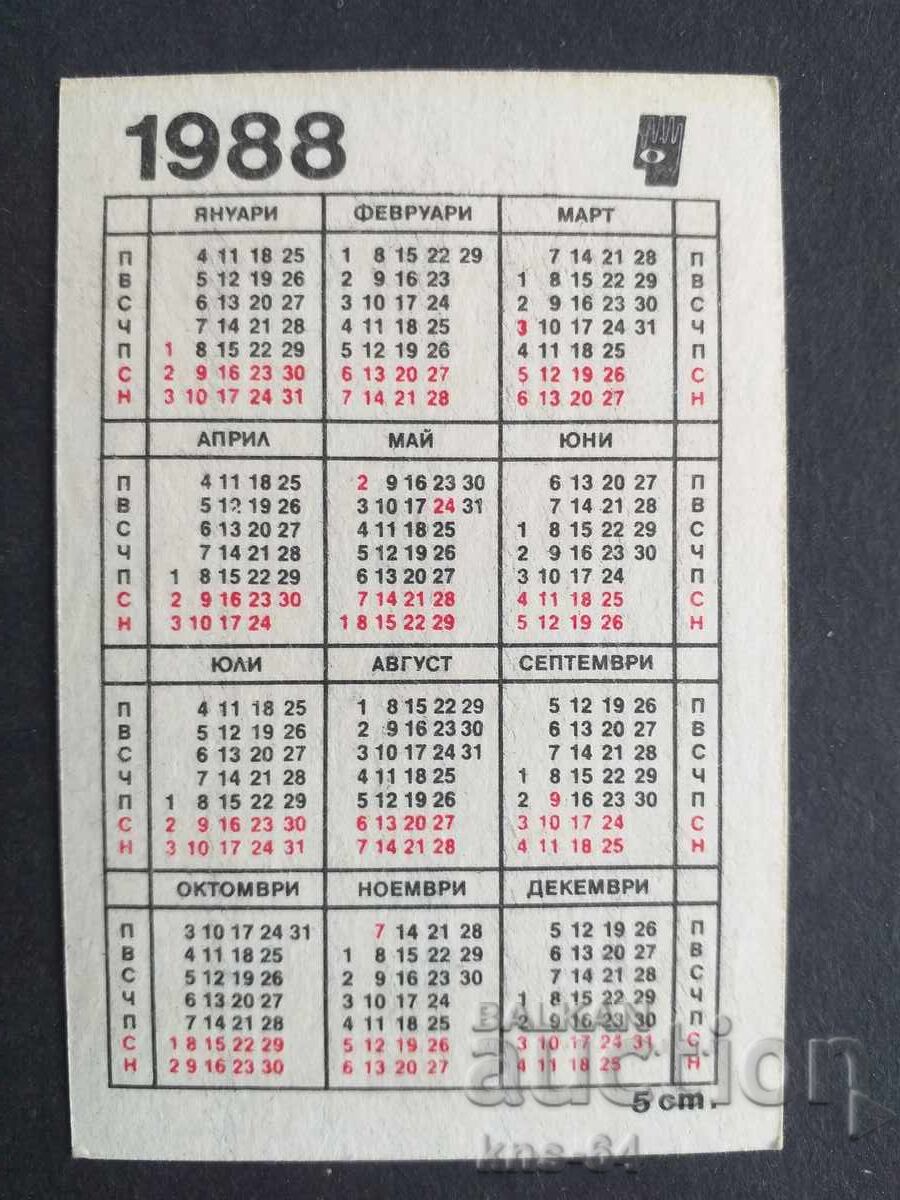 1988
ЯНУАРИ ФЕВРУАРИ МАРТ
П 4 11 18 25 1 8 15 22 29 7 14 21 28 П
В 5 12 19 26 2 9 16 23 1 8 15 22 29 В
С 6 13 20 27 3 10 17 24 2 9 16 23 30 С
Ч 7 14 21 28 4 11 18 25 3 10 17 24 31 Ч
П 1 8 15 22 29 5 12 19 26 4 11 18 25 П
С 2 9 16 23 30 6 13 20 27 5 12 19 26 С
Н 3 10 17 24 31 7 14 21 28 6 13 20 27 Н
АПРИЛ МАЙ ЮНИ
П 4 11 18 25 2 9 16 23 30 6 13 20 27 П
В 5 12 19 26 3 10 17 24 31 7 14 21 28 В
С 6 13 20 27 4 11 18 25 1 8 15 22 29 С
Ч 7 14 21 28 5 12 19 26 2 9 16 23 30 Ч
П 1 8 15 22 29 6 13 20 27 3 10 17 24 П
С 2 9 16 23 30 7 14 21 28 4 11 18 25 С
Н 3 10 17 24 1 8 15 22 29 5 12 19 26 Н
ЮЛИ АВГУСТ СЕПТЕМВРИ
П 4 11 18 25 1 8 15 22 29 5 12 19 26 П
В 5 12 19 26 2 9 16 23 30 6 13 20 27 В
С 6 13 20 27 3 10 17 24 31 7 14 21 28 С
Ч 7 14 21 28 4 11 18 25 1 8 15 22 29 Ч
П 1 8 15 22 29 5 12 19 26 2 9 16 23 30 П
С 2 9 16 23 30 6 13 20 27 3 10 17 24 С
Н 3 10 17 24 31 7 14 21 28 4 11 18 25 Н
ОКТОМВРИ НОЕМВРИ ДЕКЕМВРИ
П 3 10 17 24 31 7 14 21 28 5 12 19 26 П
В 4 11 18 25 1 8 15 22 29 6 13 20 27 В
С 5 12 19 26 2 9 16 23 30 7 14 21 28 С
Ч 6 13 20 27 3 10 17 24 1 8 15 22 29 Ч
П 7 14 21 28 4 11 18 25 2 9 16 23 30 П
С 1 8 15 22 29 5 12 19 26 3 10 17 24 31 С
Н 2 9 16 23 30 6 13 20 27 4 11 18 25 Н
5 cm.
BALKAN
auction
kns-64